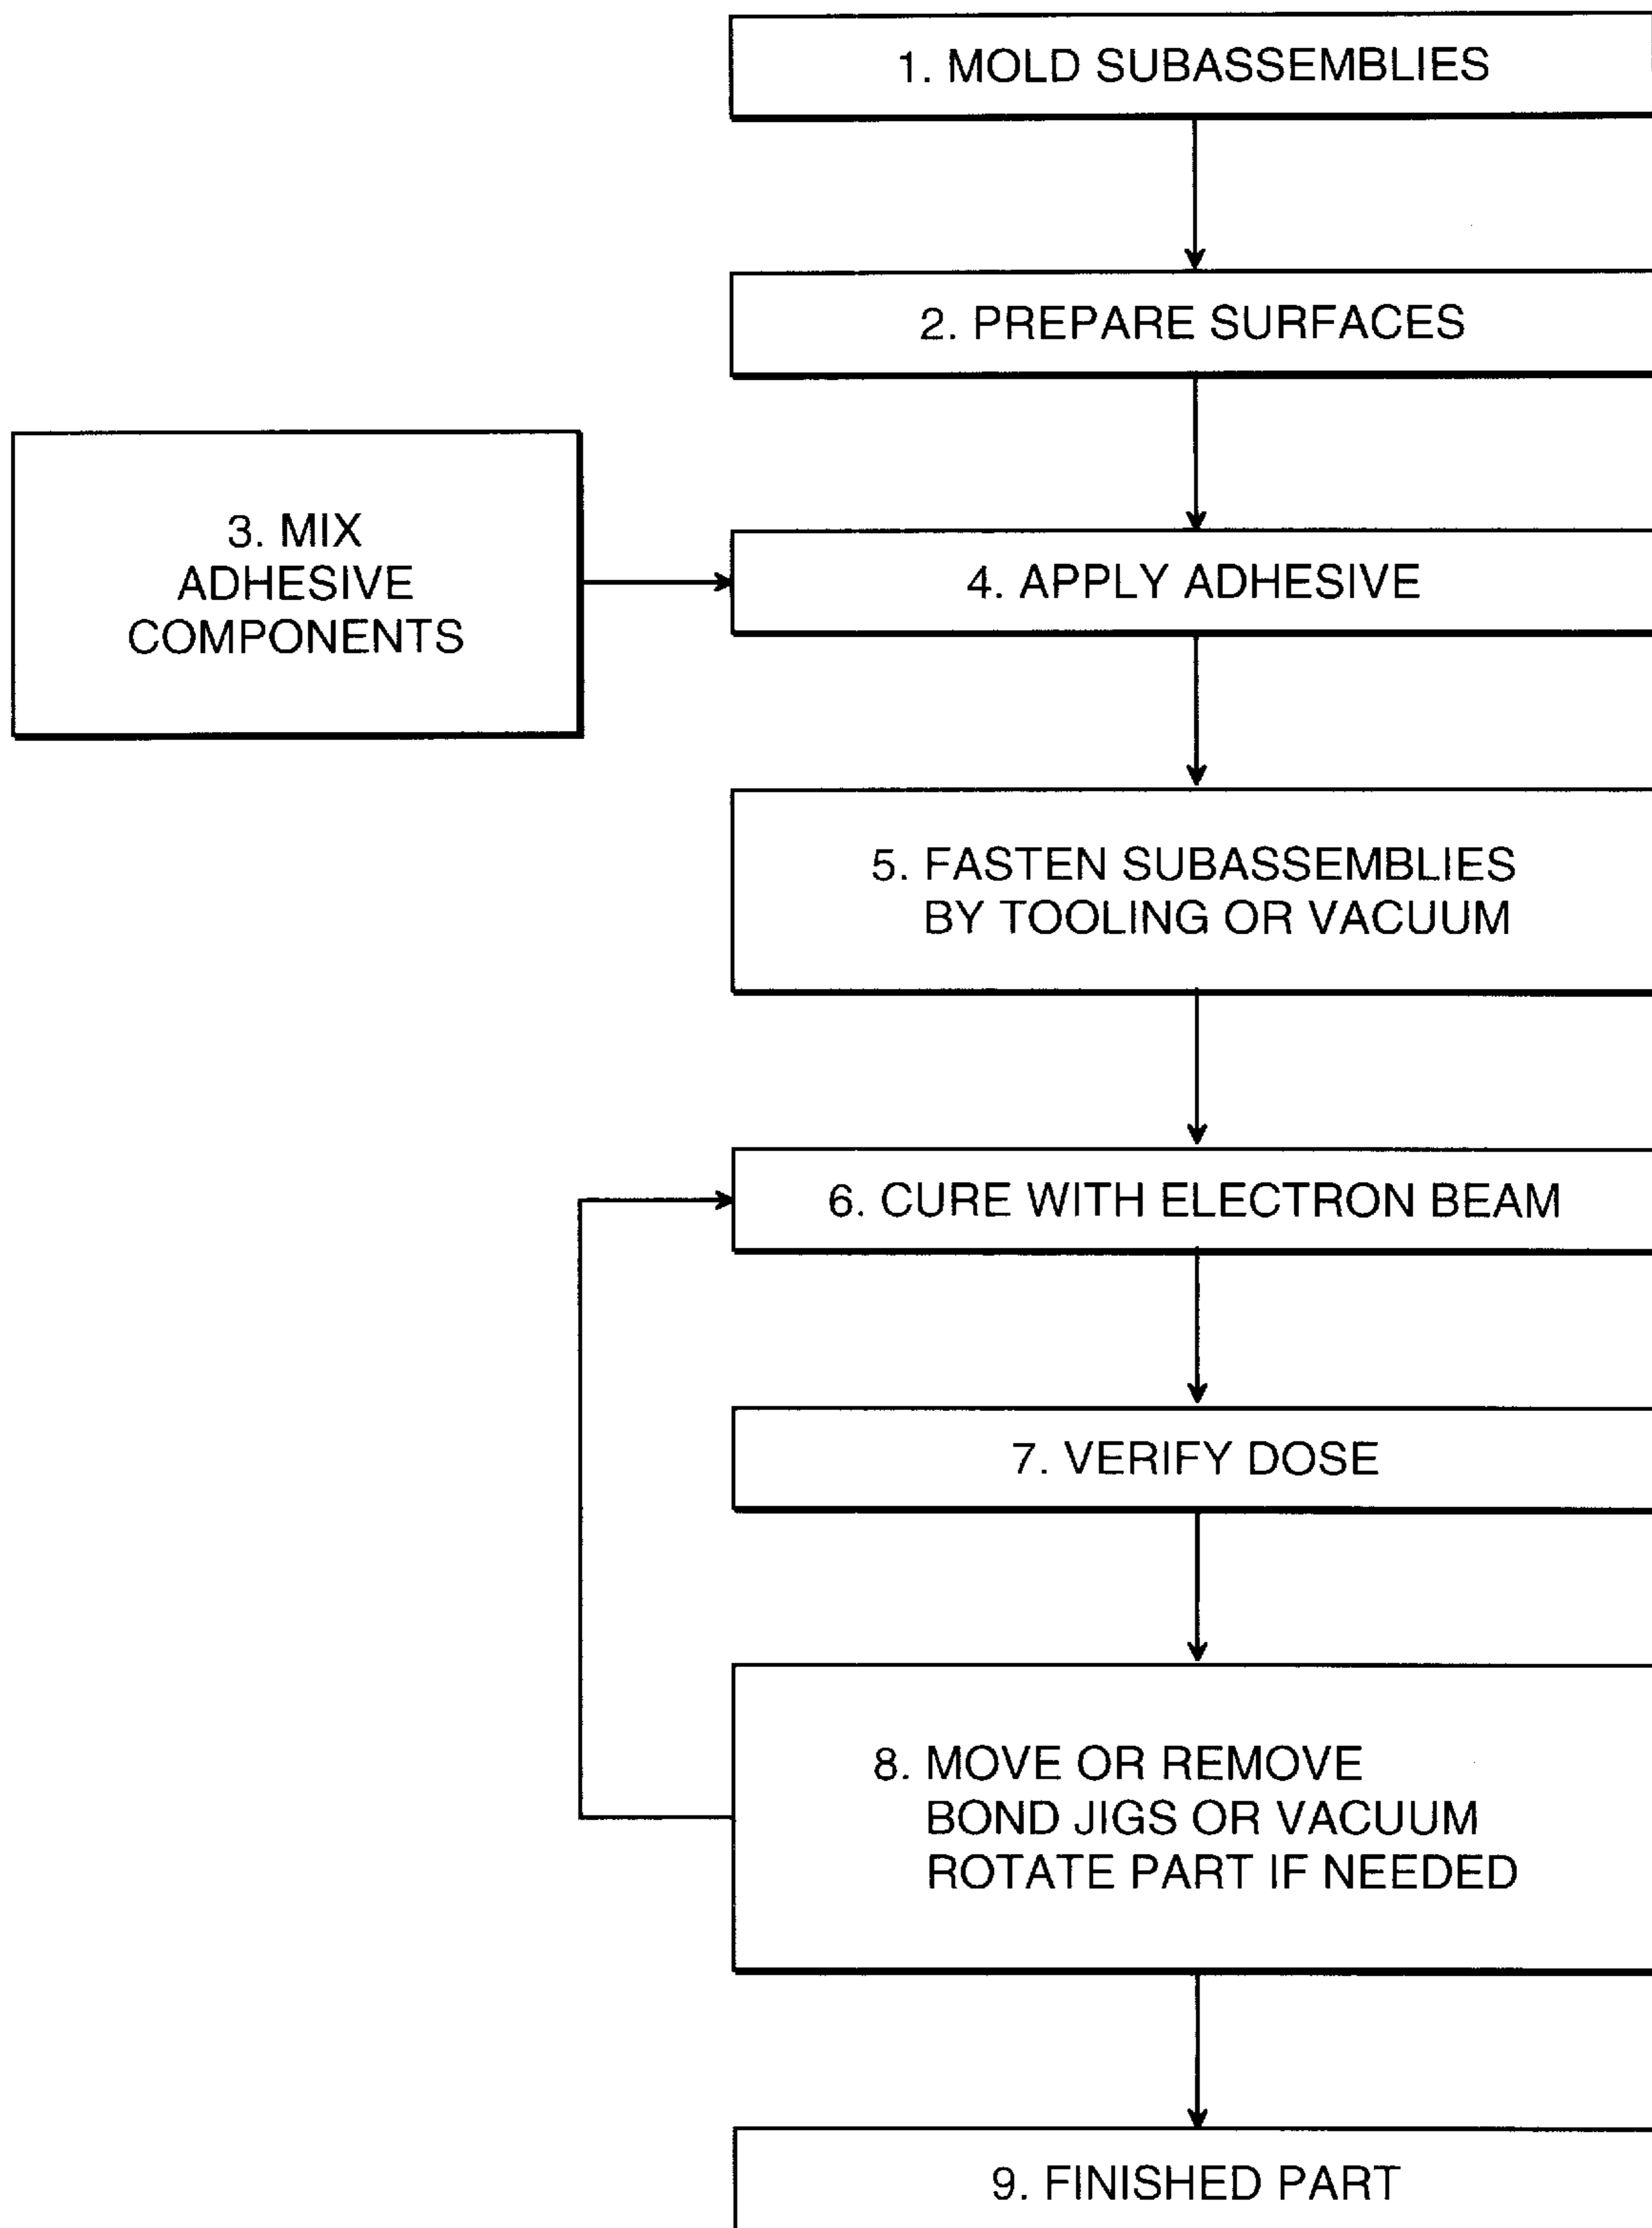 1. MOLD SUBASSEMBLIES
2. PREPARE SURFACES
3. MIX
ADHESIVE
COMPONENTS
4. APPLY ADHESIVE
5. FASTEN SUBASSEMBLIES
BY TOOLING OR VACUUM
6. CURE WITH ELECTRON BEAM
7. VERIFY DOSE
8. MOVE OR REMOVE
BOND JIGS OR VACUUM
ROTATE PART IF NEEDED
9. FINISHED PART